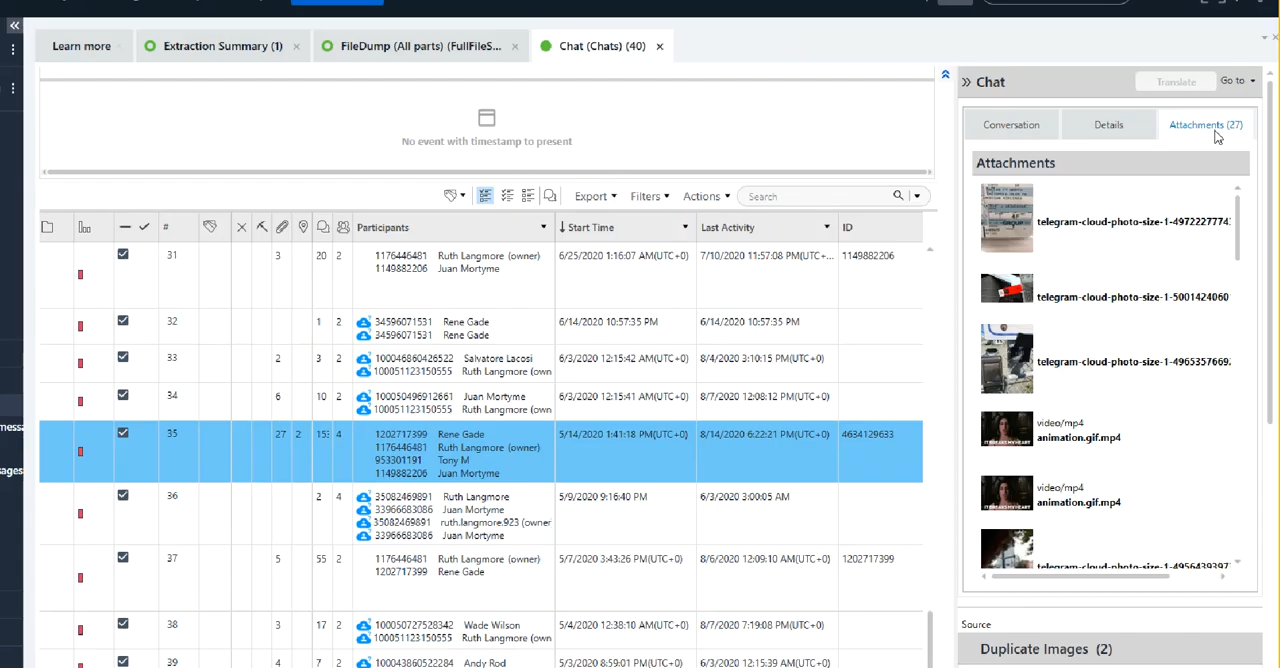 Learn more
Extraction Summary (1)
FileDump (All parts) (FullFileS...
Chat (Chats) (40)
No event with timestamp to present
Export
Filters
Actions
Search
# Participants Start Time Last Activity ID
31 3 20 2 1176446481 Ruth Langmore (owner) 6/25/2020 1:16:07 AM(UTC+0) 7/10/2020 11:57:08 PM(UTC+... 1149882206
1149882206 Juan Mortyme
32 1 2 34596071531 Rene Gade 6/14/2020 10:57:35 PM 6/14/2020 10:57:35 PM
34596071531 Rene Gade
33 2 3 2 100046860426522 Salvatore Lacosi 6/3/2020 12:15:42 AM(UTC+0) 8/4/2020 3:10:15 PM(UTC+0)
100051123150555 Ruth Langmore (own
34 6 10 2 100050496912661 Juan Mortyme 6/3/2020 12:15:41 AM(UTC+0) 8/7/2020 12:08:12 PM(UTC+0)
100051123150555 Ruth Langmore (own
35 27 2 4 1202717399 Rene Gade 5/14/2020 1:41:18 PM(UTC+0) 8/14/2020 6:22:21 PM(UTC+0) 4634129633
1176446481 Ruth Langmore (owner)
953301191 Tony M
1149882206 Juan Mortyme
36 2 4 35082469891 Ruth Langmore 5/9/2020 9:16:40 PM 6/3/2020 3:00:05 AM
33966683086 Juan Mortyme
35082469891 ruth.langmore.923 (owner
33966683086 Juan Mortyme
37 5 55 2 1176446481 Ruth Langmore (owner) 5/7/2020 3:43:26 PM(UTC+0) 8/6/2020 12:09:10 AM(UTC+0) 1202717399
1202717399 Rene Gade
38 3 17 2 100050727528342 Wade Wilson 5/4/2020 12:38:10 AM(UTC+0) 8/7/2020 7:19:08 PM(UTC+0)
100051123150555 Ruth Langmore (own
39 4 7 2 100043860522284 Andy Rod 5/3/2020 8:59:01 PM(UTC+0) 6/3/2020 12:15:39 AM(UTC+0)
Chat
Translate
Go to
Conversation
Details
Attachments (27)
Attachments
telegram-cloud-photo-size-1-4972227774
telegram-cloud-photo-size-1-5001424060
telegram-cloud-photo-size-1-4965357669
video/mp4
animation.gif.mp4
video/mp4
animation.gif.mp4
telegram-cloud-photo-size-1-4956439397
Source
Duplicate Images (2)